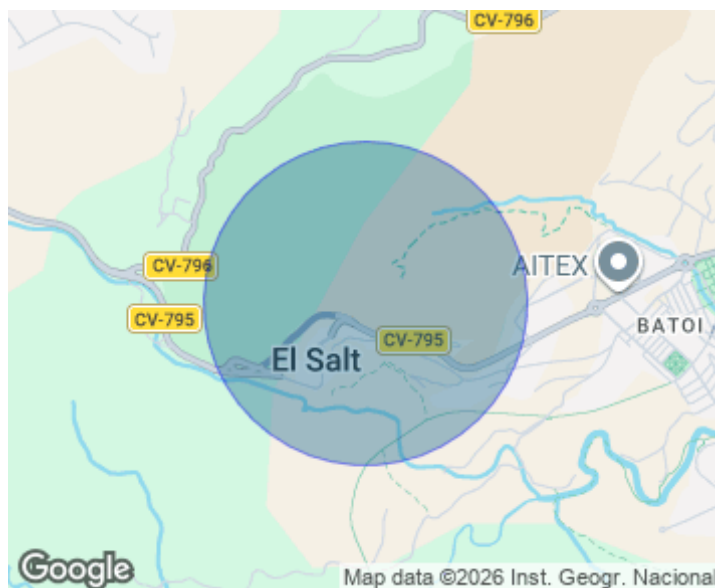 CV-796
AITEX
CV-796
CV-795
BATOI
CV-795
El Salt
Google
Map data ©2026 Inst. Geogr. Nacional